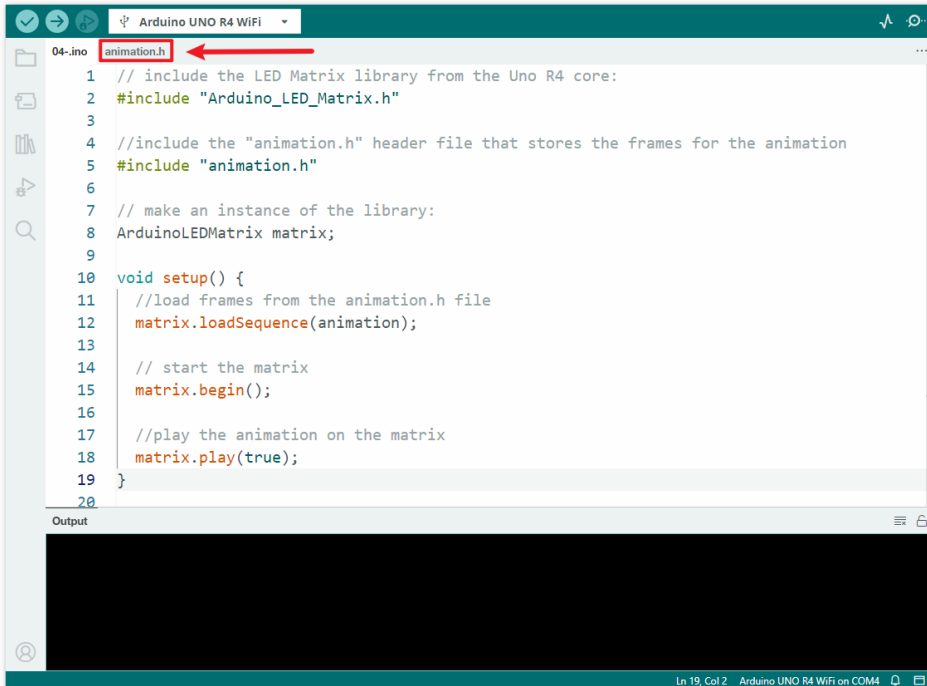 Arduino UNO R4 WiFi
04-.ino animation.h
1 // include the LED Matrix library from the Uno R4 core:
2 #include "Arduino_LED_Matrix.h"
3
4 //include the "animation.h" header file that stores the frames for the animation
5 #include "animation.h"
6
7 // make an instance of the library:
8 ArduinoLEDMatrix matrix;
9
10 void setup() {
11 //load frames from the animation.h file
12 matrix.loadSequence(animation);
13
14 // start the matrix
15 matrix.begin();
16
17 //play the animation on the matrix
18 matrix.play(true);
19 }
20
Output
Ln 19, Col 2 Arduino UNO R4 WiFi on COM4